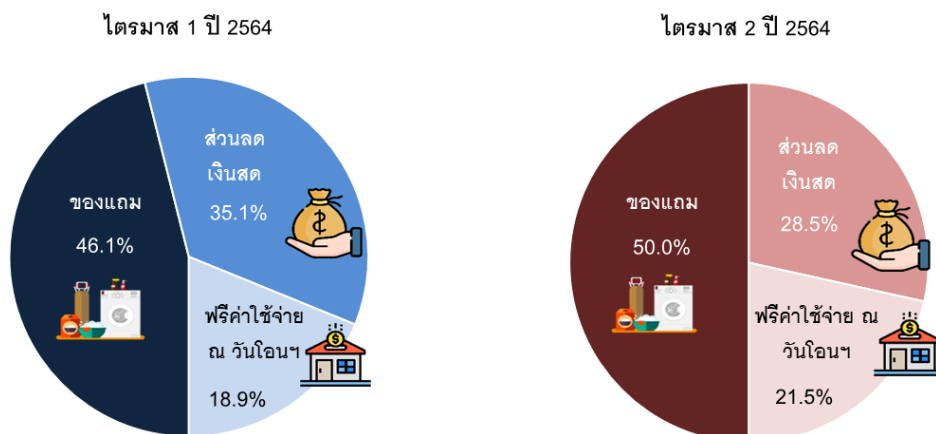 ไตรมาส 1 ปี 2564
ส่วนลด
เงินสด
35.1%
ของแถม
46.1%
ฟรีค่าใช้จ่าย
ณ วันโอนฯ
18.9%
ไตรมาส 2 ปี 2564
ส่วนลด
เงินสด
28.5%
ของแถม
50.0%
ฟรีค่าใช้จ่าย ณ
วันโอนฯ
21.5%